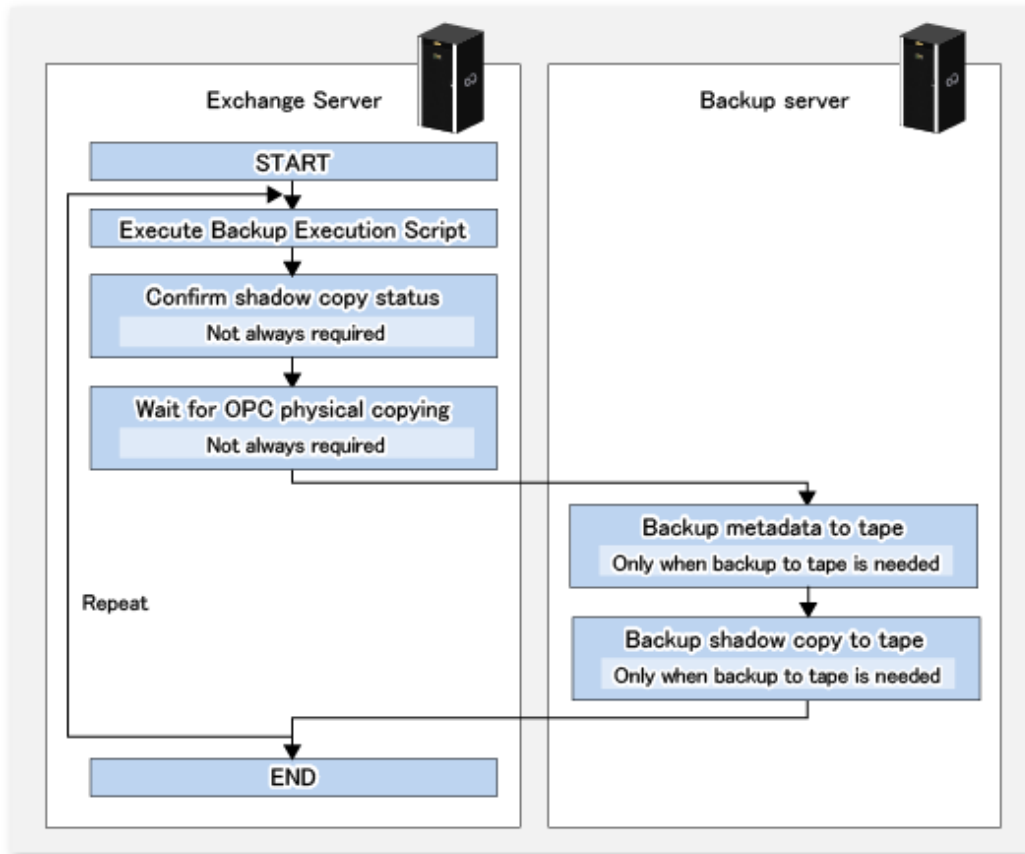 Exchange Server
Backup server
START
Execute Backup Execution Script
Confirm shadow copy status
Not always required
Wait for OPC physical copying
Not always required
Backup metadata to tape
Only when backup to tape is needed
Repeat
Backup shadow copy to tape
Only when backup to tape is needed
END